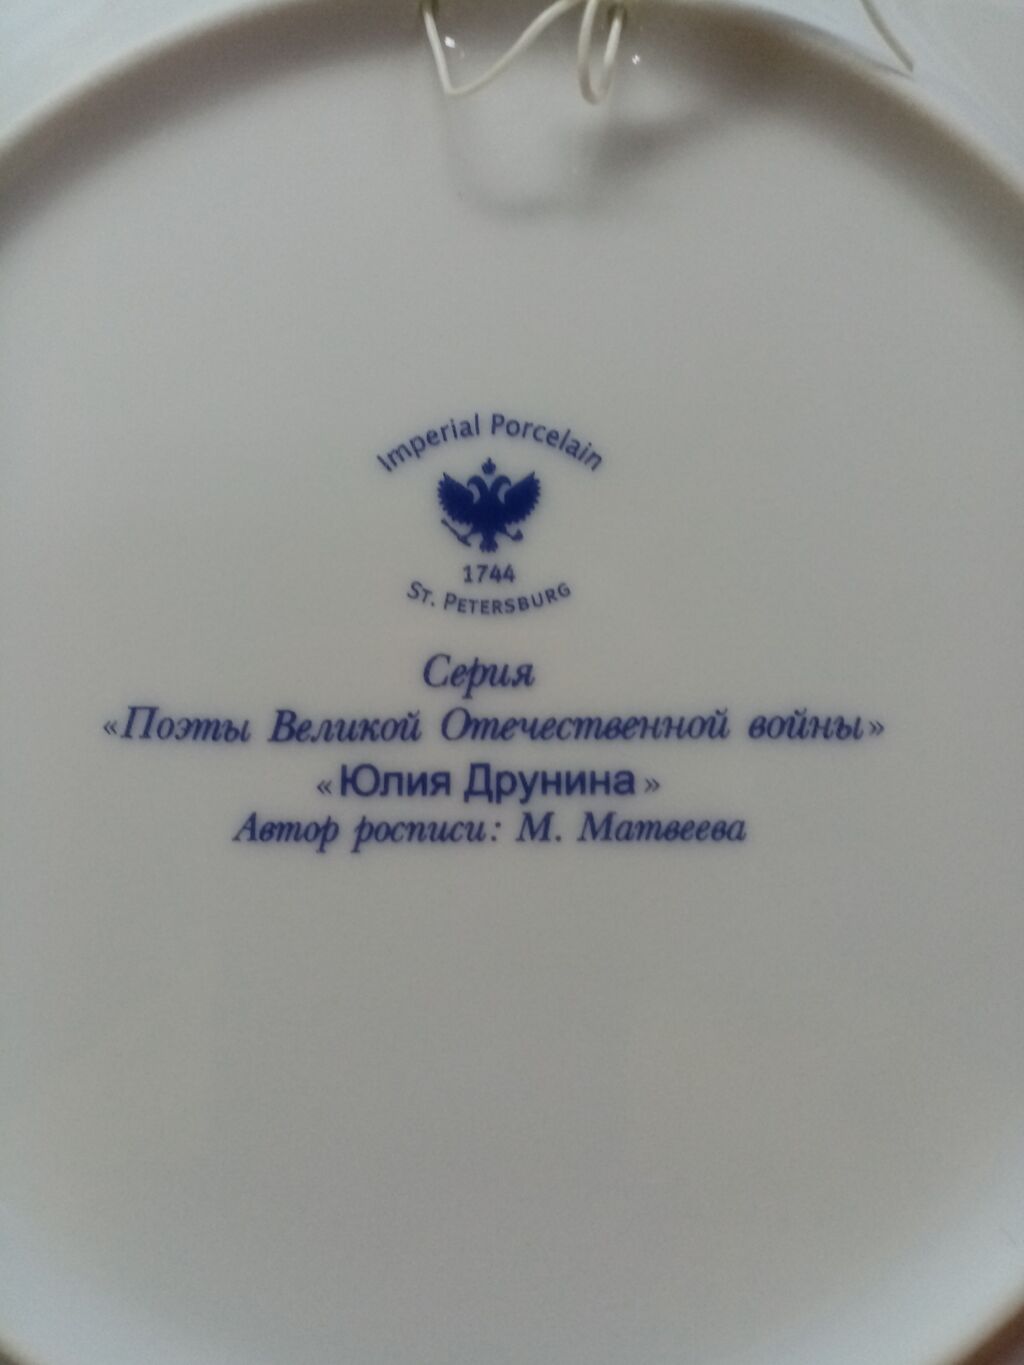 Imperial Porcelain
1744
St. Petersburg
Серия
«Поэты Великой Отечественной войны»
«Юлия Друнина»
Автор росписи: М. Матвеева